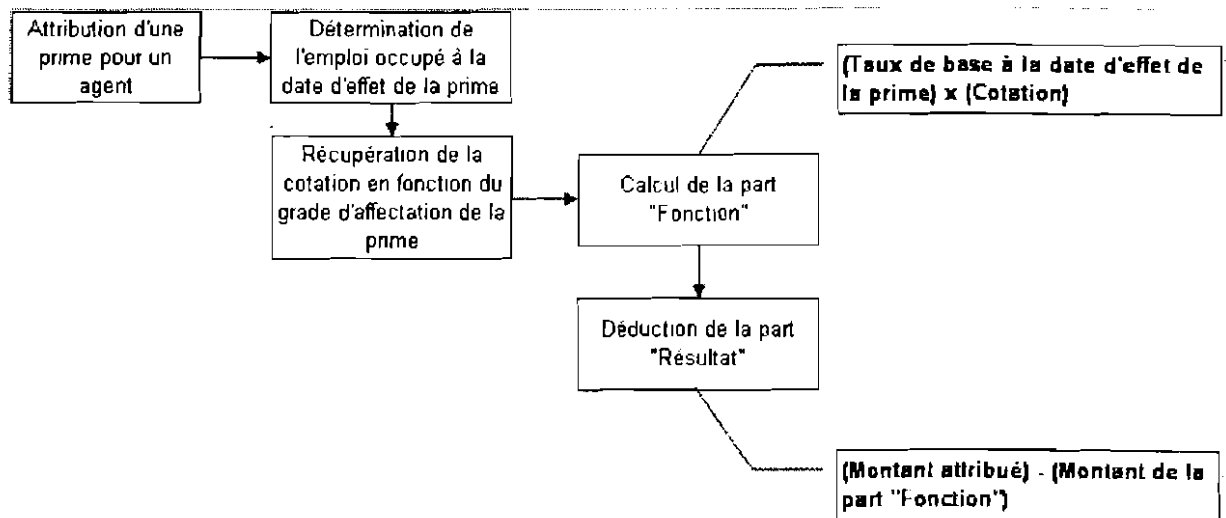 Attribution d'une
prime pour un
agent
Détermination de
l'emploi occupé à la
date d'effet de la prime
(Taux de base à la date d'effet de
la prime) x (Cotation)
Récupération de la
cotation en fonction du
grade d'affectation de la
prime
Calcul de la part
"Fonction"
Déduction de la part
"Résultat"
(Montant attribué) - (Montant de la
part "Fonction")